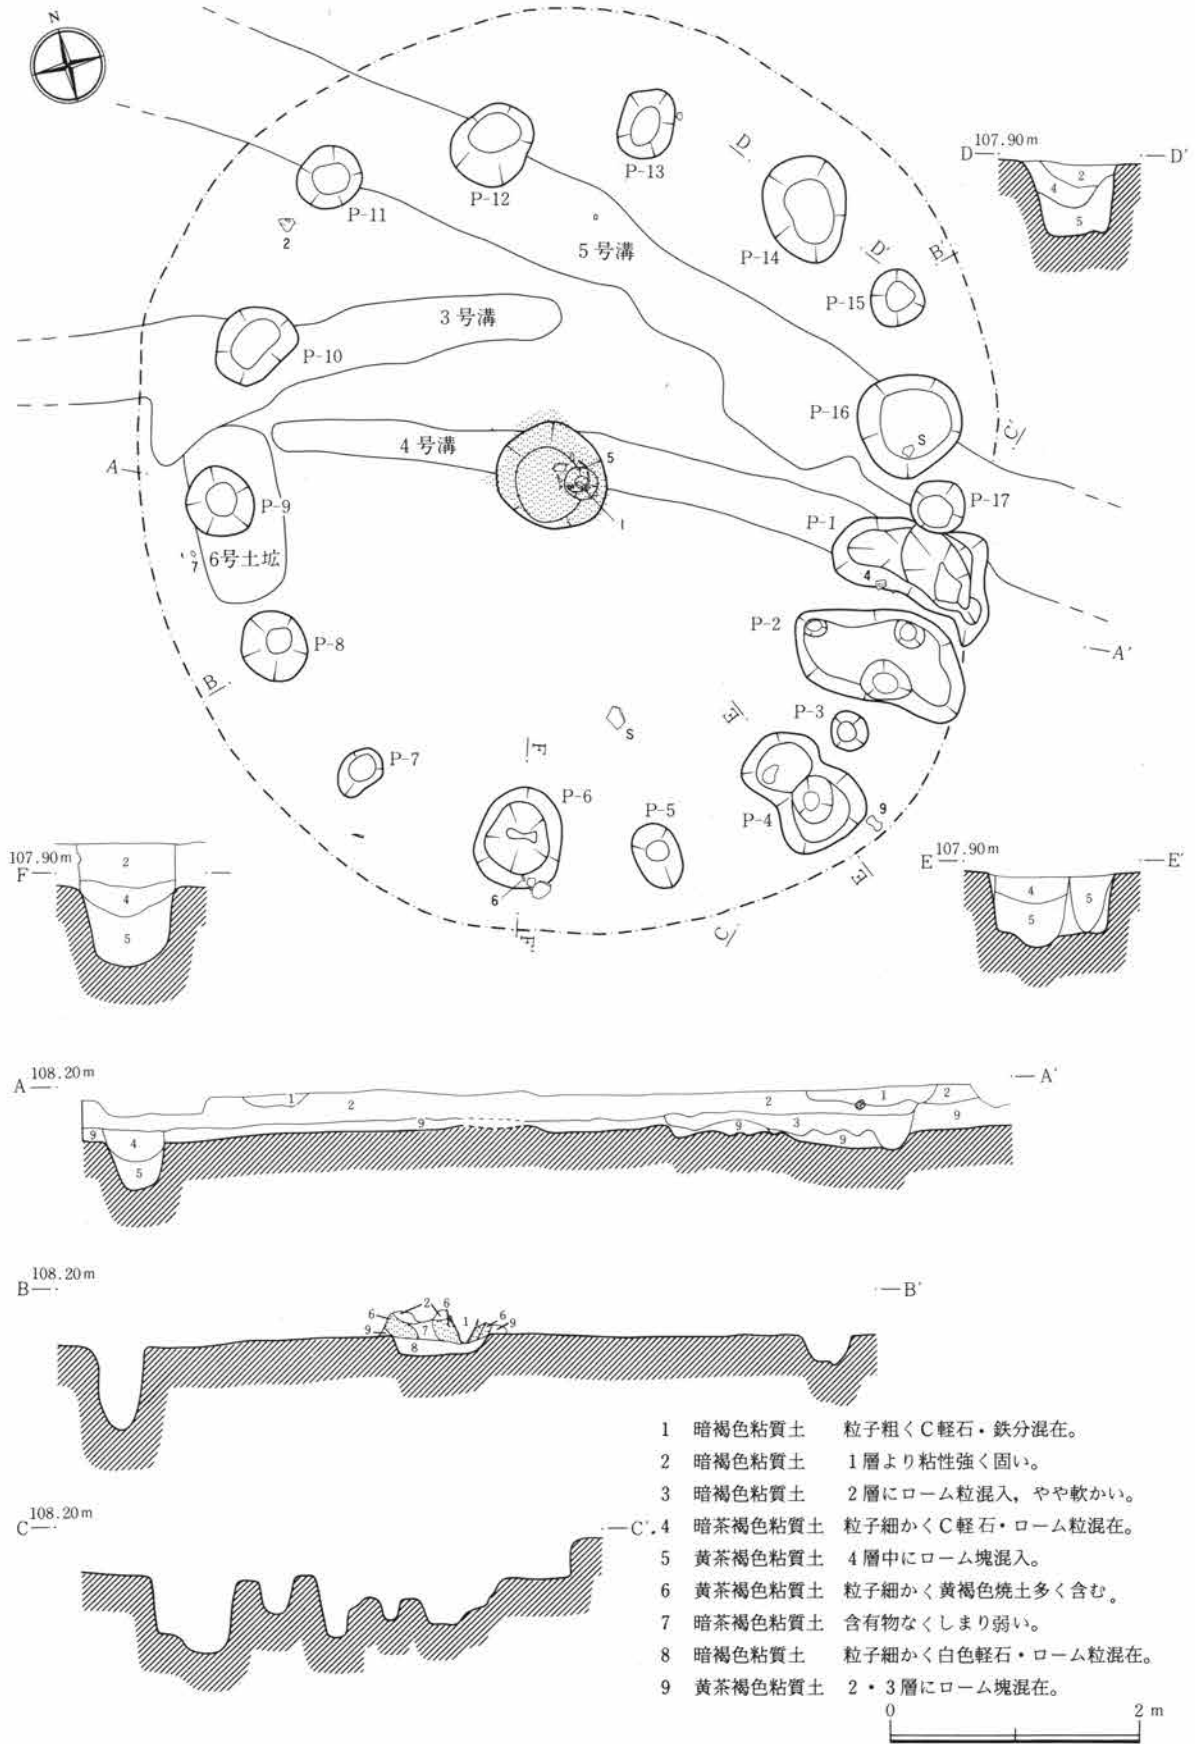 N
P-13
P-12
P-11
2
D
P-14
D'
B'
P-15
5号溝
3号溝
P-10
P-16
S
C'
4号溝
5
1
A
P-9
P-17
P-1
4
7
6号土坑
P-2
A'
P-8
B
P-3
E
S
P-7
F
P-6
P-5
P-4
9
6
E'
C
F'
107.90m
D
D'
2
4
5
107.90m
F
2
4
5
107.90m
E
E'
4
5
5
108.20m
A
A'
1
2
9
9
4
5
2
1
2
3
9
9
9
108.20m
B
B'
2
6
6
1
6
9
9
7
8
108.20m
C
C'
1 暗褐色粘質土 粒子粗くC軽石・鉄分混在。
2 暗褐色粘質土 1層より粘性強く固い。
3 暗褐色粘質土 2層にローム粒混入，やや軟かい。
4 暗茶褐色粘質土 粒子細かくC軽石・ローム粒混在。
5 黄茶褐色粘質土 4層中にローム塊混入。
6 黄茶褐色粘質土 粒子細かく黄褐色焼土多く含む。
7 暗茶褐色粘質土 含有物なくしまり弱い。
8 暗褐色粘質土 粒子細かく白色軽石・ローム粒混在。
9 黄茶褐色粘質土 2・3層にローム塊混在。
0 2 m